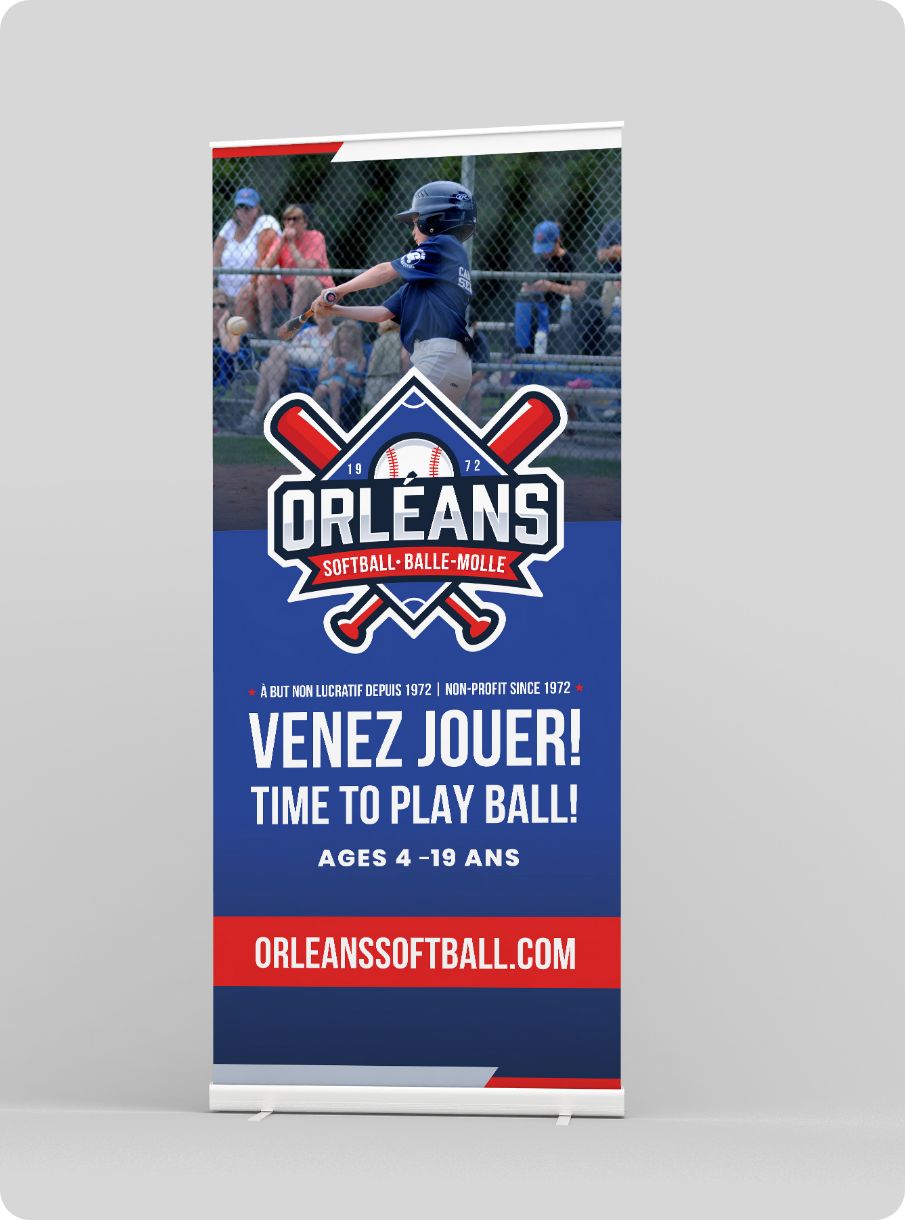 19 72
ORLÉANS
SOFTBALL • BALLE-MOLLE
★ À BUT NON LUCRATIF DEPUIS 1972 | NON-PROFIT SINCE 1972 ★
VENEZ JOUER!
TIME TO PLAY BALL!
AGES 4 –19 ANS
ORLEANSSOFTBALL.COM